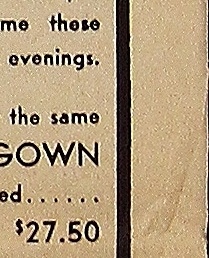 me these
evenings.
the same
GOWN
ed......
$27.50